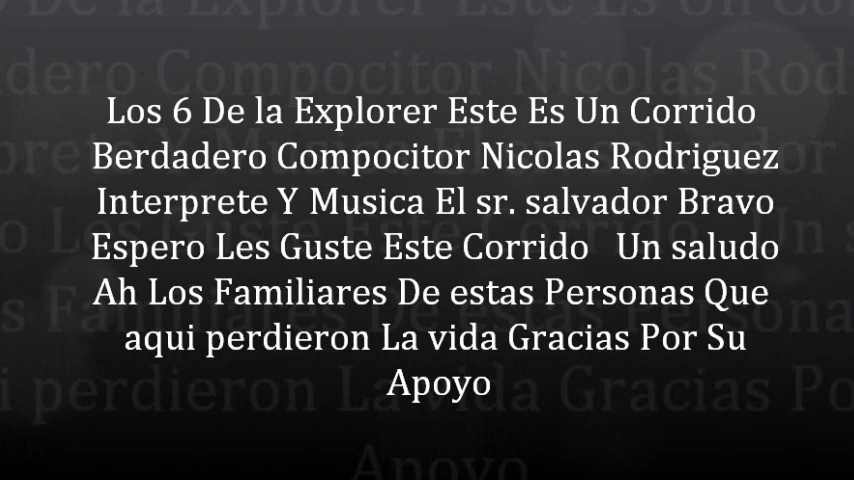 Los 6 De la Explorer Este Es Un Corrido
Berdadero Compocitor Nicolas Rodriguez
Interprete Y Musica El sr. salvador Bravo
Espero Les Guste Este Corrido   Un saludo
Ah Los Familiares De estas Personas Que
aqui perdieron La vida Gracias Por Su
Apoyo